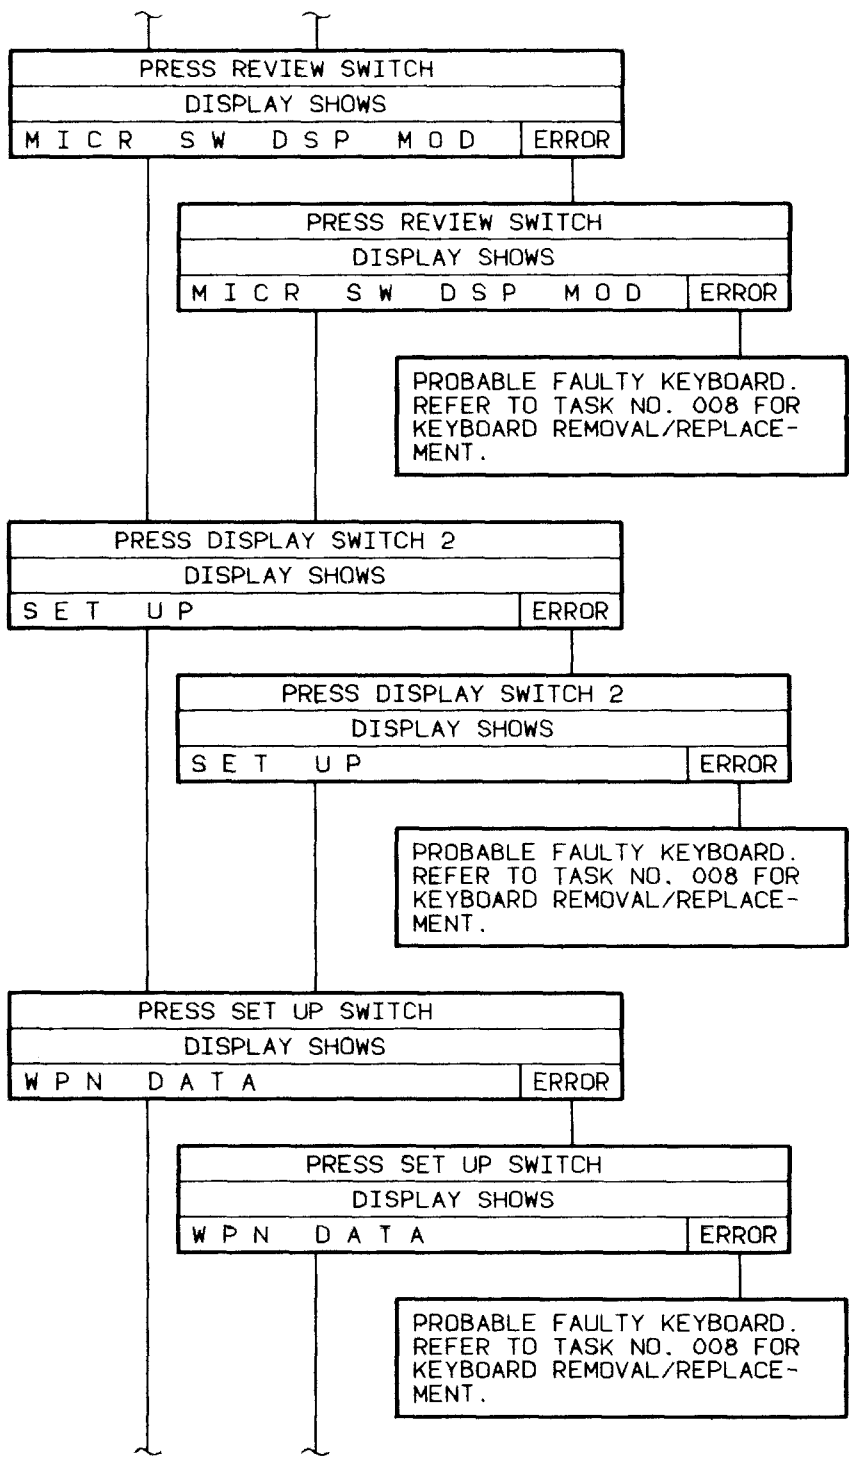 PRESS REVIEW SWITCH
DISPLAY SHOWS
M I C R   S W   D S P   M O D   ERROR
PRESS REVIEW SWITCH
DISPLAY SHOWS
M I C R   S W   D S P   M O D   ERROR
PROBABLE FAULTY KEYBOARD.
REFER TO TASK NO. 008 FOR
KEYBOARD REMOVAL/REPLACE-
MENT.
PRESS DISPLAY SWITCH 2
DISPLAY SHOWS
S E T   U P   ERROR
PRESS DISPLAY SWITCH 2
DISPLAY SHOWS
S E T   U P   ERROR
PROBABLE FAULTY KEYBOARD.
REFER TO TASK NO. 008 FOR
KEYBOARD REMOVAL/REPLACE-
MENT.
PRESS SET UP SWITCH
DISPLAY SHOWS
W P N   D A T A   ERROR
PRESS SET UP SWITCH
DISPLAY SHOWS
W P N   D A T A   ERROR
PROBABLE FAULTY KEYBOARD.
REFER TO TASK NO. 008 FOR
KEYBOARD REMOVAL/REPLACE-
MENT.